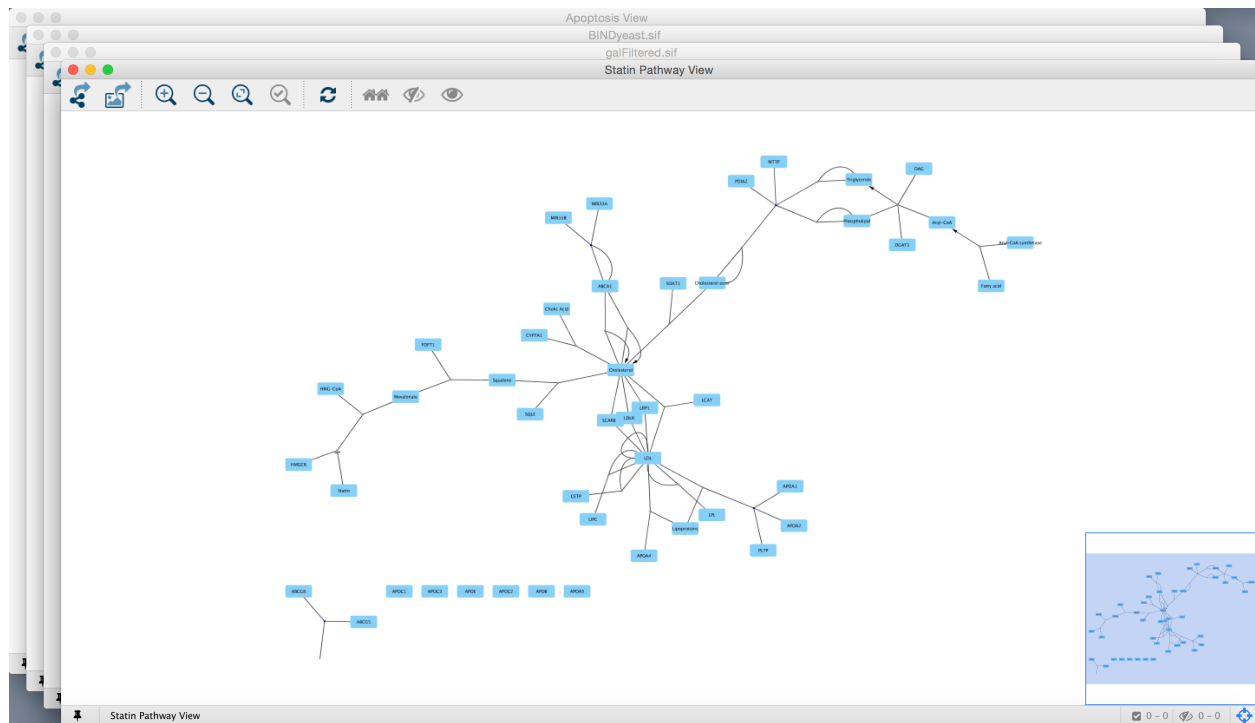 Apoptosis View
BINDyeast.sif
galFiltered.sif
Statin Pathway View
MTTP
DAG
PDIA2
Triglyceride
MIR33A
MIR33B
Phospholipid
Acyl-CoA
DGAT1
Acyl-CoA synthetase
ABCA1
SOAT1
Cholesterol ester
Fatty acid
Cholic Acid
CYP7A1
FDFT1
Cholesterol
Squalene
HMG-CoA
Mevalonate
LCAT
LRP1
SQLE
SCARB
LDLR
LDL
HMGCR
Statin
CETP
APOA1
LIPC
LPL
Lipoproteins
APOA2
APOA4
PLTP
ABCG8
APOC1
APOC3
APOE
APOC2
APOB
APOA5
ABCG5
Statin Pathway View
0 - 0
0 - 0